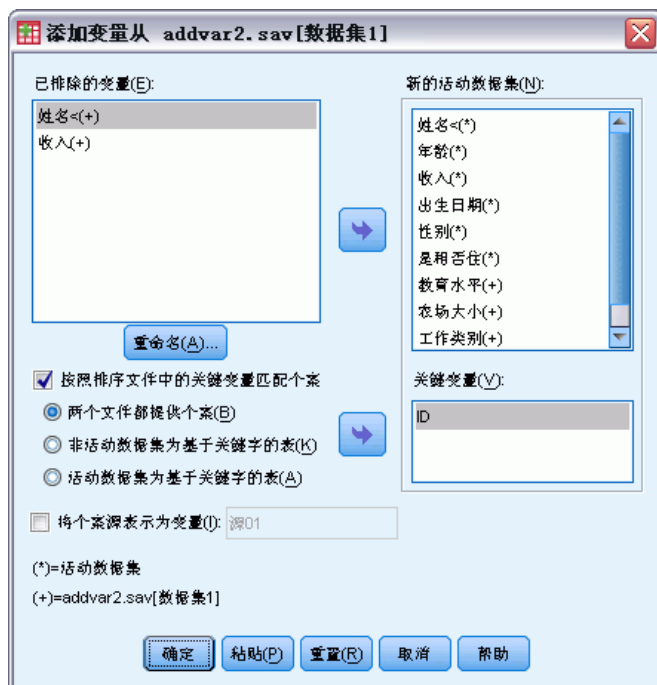 添加变量从 addvar2.sav[数据集1]
已排除的变量(E):
姓名<(+)
收入(+)
重命名(A)...
新的活动数据集(N):
姓名<(*)
年龄(*)
收入(*)
出生日期(*)
性别(*)
是相否住(*)
教育水平(+)
农场大小(+)
工作类别(+)
按照排序文件中的关键变量匹配个案
两个文件都提供个案(B)
非活动数据集为基于关键字的表(K)
活动数据集为基于关键字的表(A)
关键变量(V):
ID
将个案源表示为变量(I): 源01
(*)=活动数据集
(+)=addvar2.sav[数据集1]
确定 粘贴(P) 重置(R) 取消 帮助